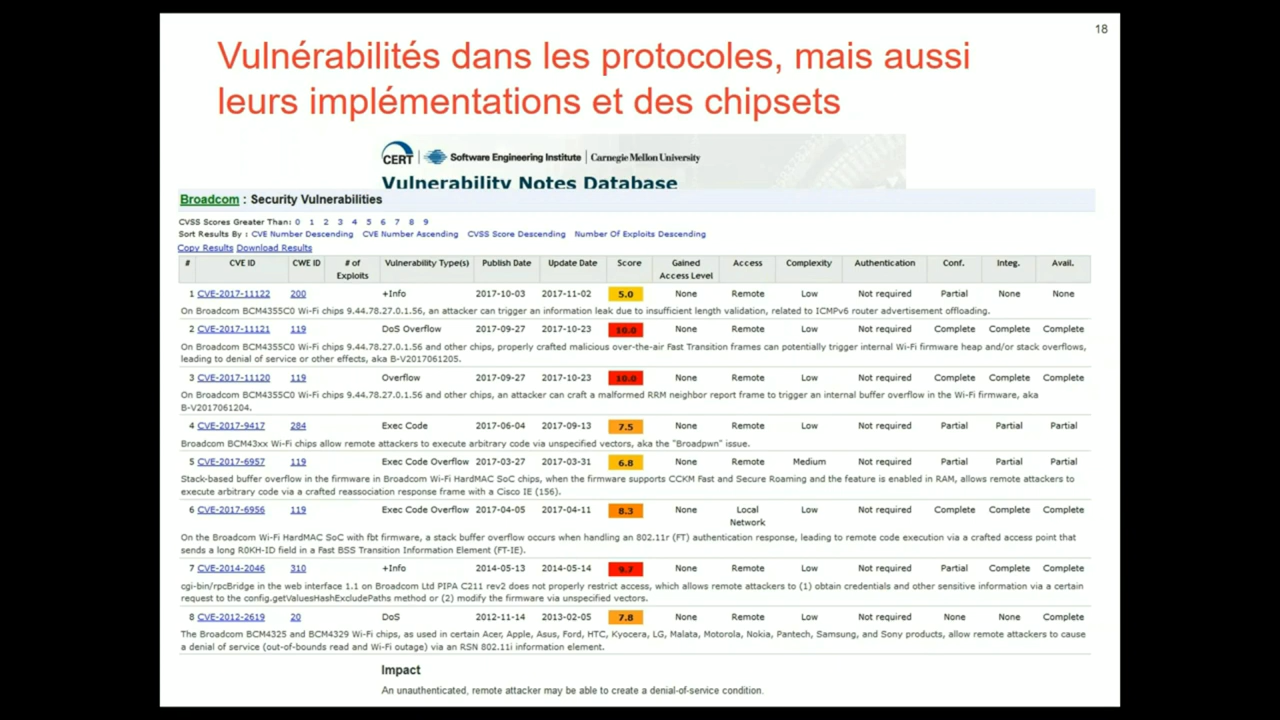 18
Vulnérabilités dans les protocoles, mais aussi
leurs implémentations et des chipsets
CERT Software Engineering Institute Carnegie Mellon University
Vulnerability Notes Database
Broadcom : Security Vulnerabilities
CVSS Scores Greater Than: 0 1 2 3 4 5 6 7 8 9
Sort Results By : CVE Number Descending CVE Number Ascending CVSS Score Descending Number Of Exploits Descending
Copy Results Download Results
# CVE ID CWE ID # of Exploits Vulnerability Type(s) Publish Date Update Date Score Gained Access Level Access Complexity Authentication Conf. Integ. Avail.
1 CVE-2017-11122 200 +Info 2017-10-03 2017-11-02 5.0 None Remote Low Not required Partial None None
On Broadcom BCM4355C0 Wi-Fi chips 9.44.78.27.0.1.56, an attacker can trigger an information leak due to insufficient length validation, related to ICMPv6 router advertisement offloading.
2 CVE-2017-11121 119 DoS Overflow 2017-09-27 2017-10-23 10.0 None Remote Low Not required Complete Complete Complete
On Broadcom BCM4355C0 Wi-Fi chips 9.44.78.27.0.1.56 and other chips, properly crafted malicious over-the-air Fast Transition frames can potentially trigger internal Wi-Fi firmware heap and/or stack overflows,
leading to denial of service or other effects, aka B-V2017061205.
3 CVE-2017-11120 119 Overflow 2017-09-27 2017-10-23 10.0 None Remote Low Not required Complete Complete Complete
On Broadcom BCM4355C0 Wi-Fi chips 9.44.78.27.0.1.56 and other chips, an attacker can craft a malformed RRM neighbor report frame to trigger an internal buffer overflow in the Wi-Fi firmware, aka
B-V2017061204.
4 CVE-2017-9417 284 Exec Code 2017-06-04 2017-09-13 7.5 None Remote Low Not required Partial Partial Partial
Broadcom BCM43xx Wi-Fi chips allow remote attackers to execute arbitrary code via unspecified vectors, aka the "Broadpwn" issue.
5 CVE-2017-6957 119 Exec Code Overflow 2017-03-27 2017-03-31 6.8 None Remote Medium Not required Partial Partial Partial
Stack-based buffer overflow in the firmware in Broadcom Wi-Fi HardMAC SoC chips, when the firmware supports CCKM Fast and Secure Roaming and the feature is enabled in RAM, allows remote attackers to
execute arbitrary code via a crafted reassociation response frame with a Cisco IE (156).
6 CVE-2017-6956 119 Exec Code Overflow 2017-04-05 2017-04-11 8.3 None Local Network Low Not required Complete Complete Complete
On the Broadcom Wi-Fi HardMAC SoC with fbt firmware, a stack buffer overflow occurs when handling an 802.11r (FT) authentication response, leading to remote code execution via a crafted access point that
sends a long R0KH-ID field in a Fast BSS Transition Information Element (FT-IE).
7 CVE-2014-2046 310 +Info 2014-05-13 2014-05-14 9.7 None Remote Low Not required Complete Complete Partial
cgi-bin/rpcBridge in the web interface 1.1 on Broadcom Ltd PIPA C211 rev2 does not properly restrict access, which allows remote attackers to (1) obtain credentials and other sensitive information via a certain
request to the config.getValuesHashExcludePaths method or (2) modify the firmware via unspecified vectors.
8 CVE-2012-2619 20 DoS 2012-11-14 2013-02-05 7.8 None Remote Low Not required None None Complete
The Broadcom BCM4325 and BCM4329 Wi-Fi chips, as used in certain Acer, Apple, Asus, Ford, HTC, Kyocera, LG, Malata, Motorola, Nokia, Pantech, Samsung, and Sony products, allow remote attackers to cause
a denial of service (out-of-bounds read and Wi-Fi outage) via an RSN 802.11i information element.
Impact
An unauthenticated, remote attacker may be able to create a denial-of-service condition.